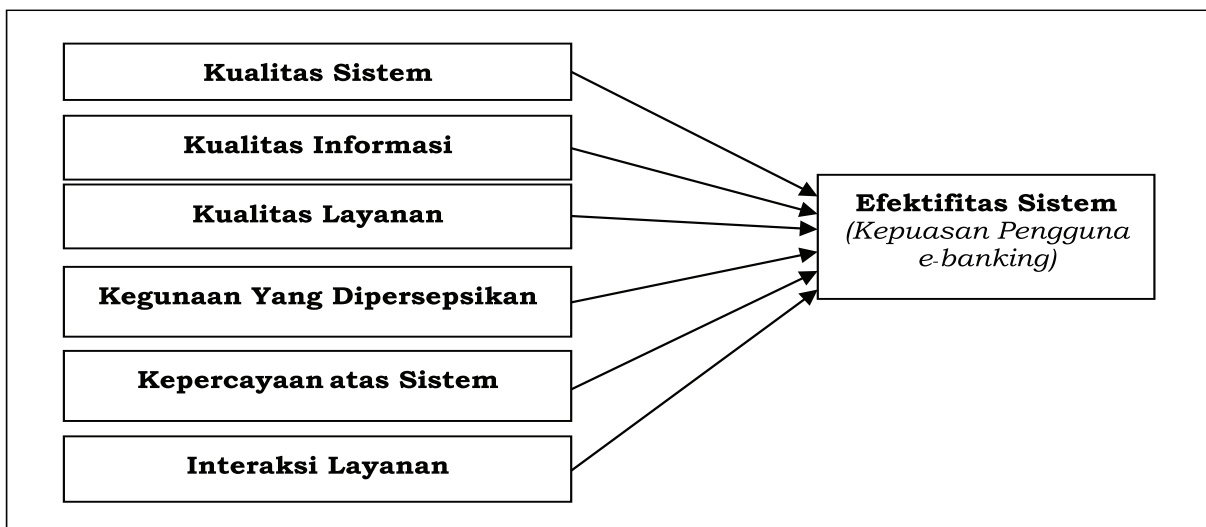 Kualitas Sistem
Kualitas Informasi
Kualitas Layanan
Kegunaan Yang Dipersepsikan
Kepercayaan atas Sistem
Interaksi Layanan
Efektifitas Sistem
(Kepuasan Pengguna
e-banking)